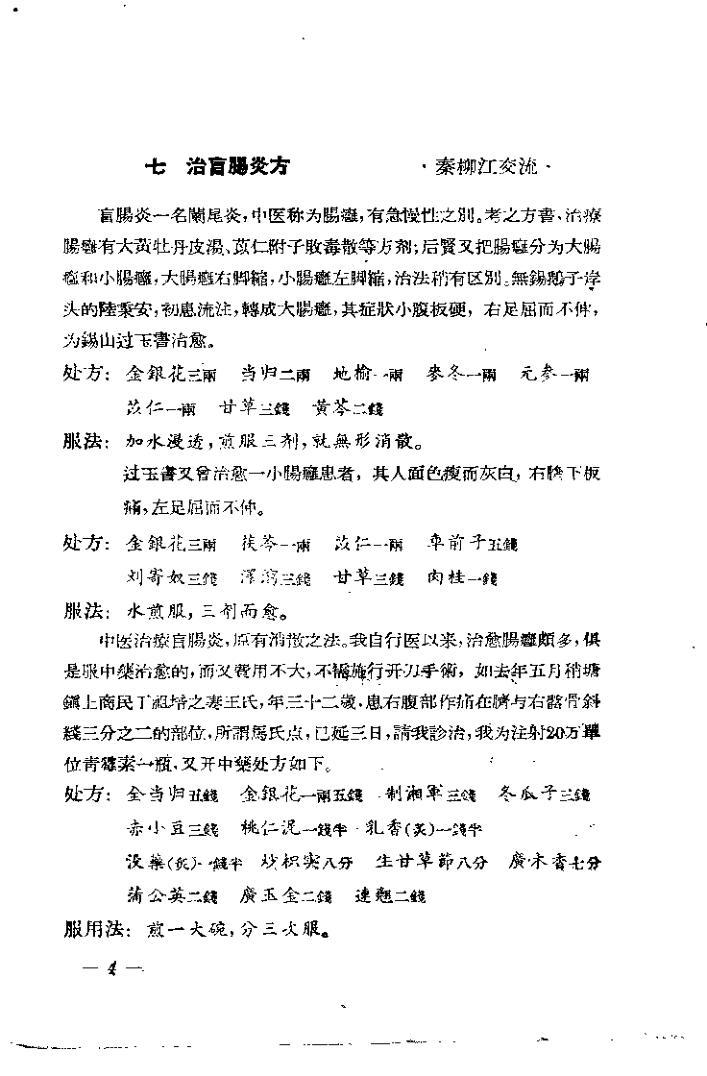 七　治盲腸炎方　　·秦柳江交流·
盲腸炎一名闌尾炎，中医称为腸癰，有急慢性之別。考之方書、治療
腸癰有大黃牡丹皮湯、苡仁附子敗毒散等方剂；后賢又把腸癰分为大腸
癰和小腸癰，大腸癰右脚縮，小腸癰左脚縮，治法稍有区別。無錫鵝子
头的陸乘安，初患流注，轉成大腸癰，其症狀小腹板硬，右足屈而不伸，
为錫山过玉書治愈。
处方：金銀花三兩　当归二兩　地榆一兩　麥冬一兩　元参一兩
苡仁一兩　甘草三錢　黃芩二錢
服法：加水浸透，煎服三剂，就無形消散。
过玉書又曾治愈一小腸癰患者，其人面色瘦而灰白，右臍下板
痛，左足屈而不伸。
处方：金銀花三兩　茯苓一兩　苡仁一兩　車前子五錢
刘寄奴三錢　澤瀉三錢　甘草三錢　肉桂一錢
服法：水煎服，三剂而愈。
中医治療盲腸炎，原有消散之法。我自行医以来，治愈腸癰頗多，俱
是服中藥治愈的，而又費用不大，不需施行开刀手術，如去年五月稍塘
鎭上商民丁祖培之妻王氏，年三十二歲，患右腹部作痛在臍与右髂骨斜
綫三分之二的部位，所謂馬氏点，已延三日，請我診治，我为注射20万單
位青霉素一瓶，又开中藥处方如下。
处方：全当归五錢　金銀花一兩五錢　制湘軍三錢　冬瓜子三錢
赤小豆三錢　桃仁泥一錢半　乳香(炙)一錢半
没藥(炙)一錢半　炒枳实八分　生甘草節八分　廣木香七分
蒲公英二錢　廣玉金二錢　連翹二錢
服用法：煎一大碗，分三次服。
— 4 —